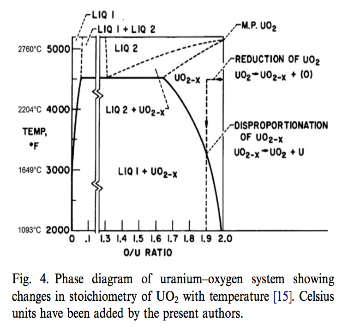 LIQ 1
LIQ 1 + LIQ 2
M.P. UO2
2760°C 5000
LIQ 2
REDUCTION OF UO2
UO2→UO2-X + (O)
UO2-X
2204°C 4000
LIQ 2 + UO2-X
TEMP,
°F
DISPROPORTIONATION
OF UO2-X
UO2-X→UO2 + U
1649°C 3000
LIQ 1 + UO2-X
1093°C 2000
0 .1 1.3 1.4 1.5 1.6 1.7 1.8 1.9 2.0
O/U RATIO
Fig. 4. Phase diagram of uranium–oxygen system showing
changes in stoichiometry of UO2 with temperature [15]. Celsius
units have been added by the present authors.